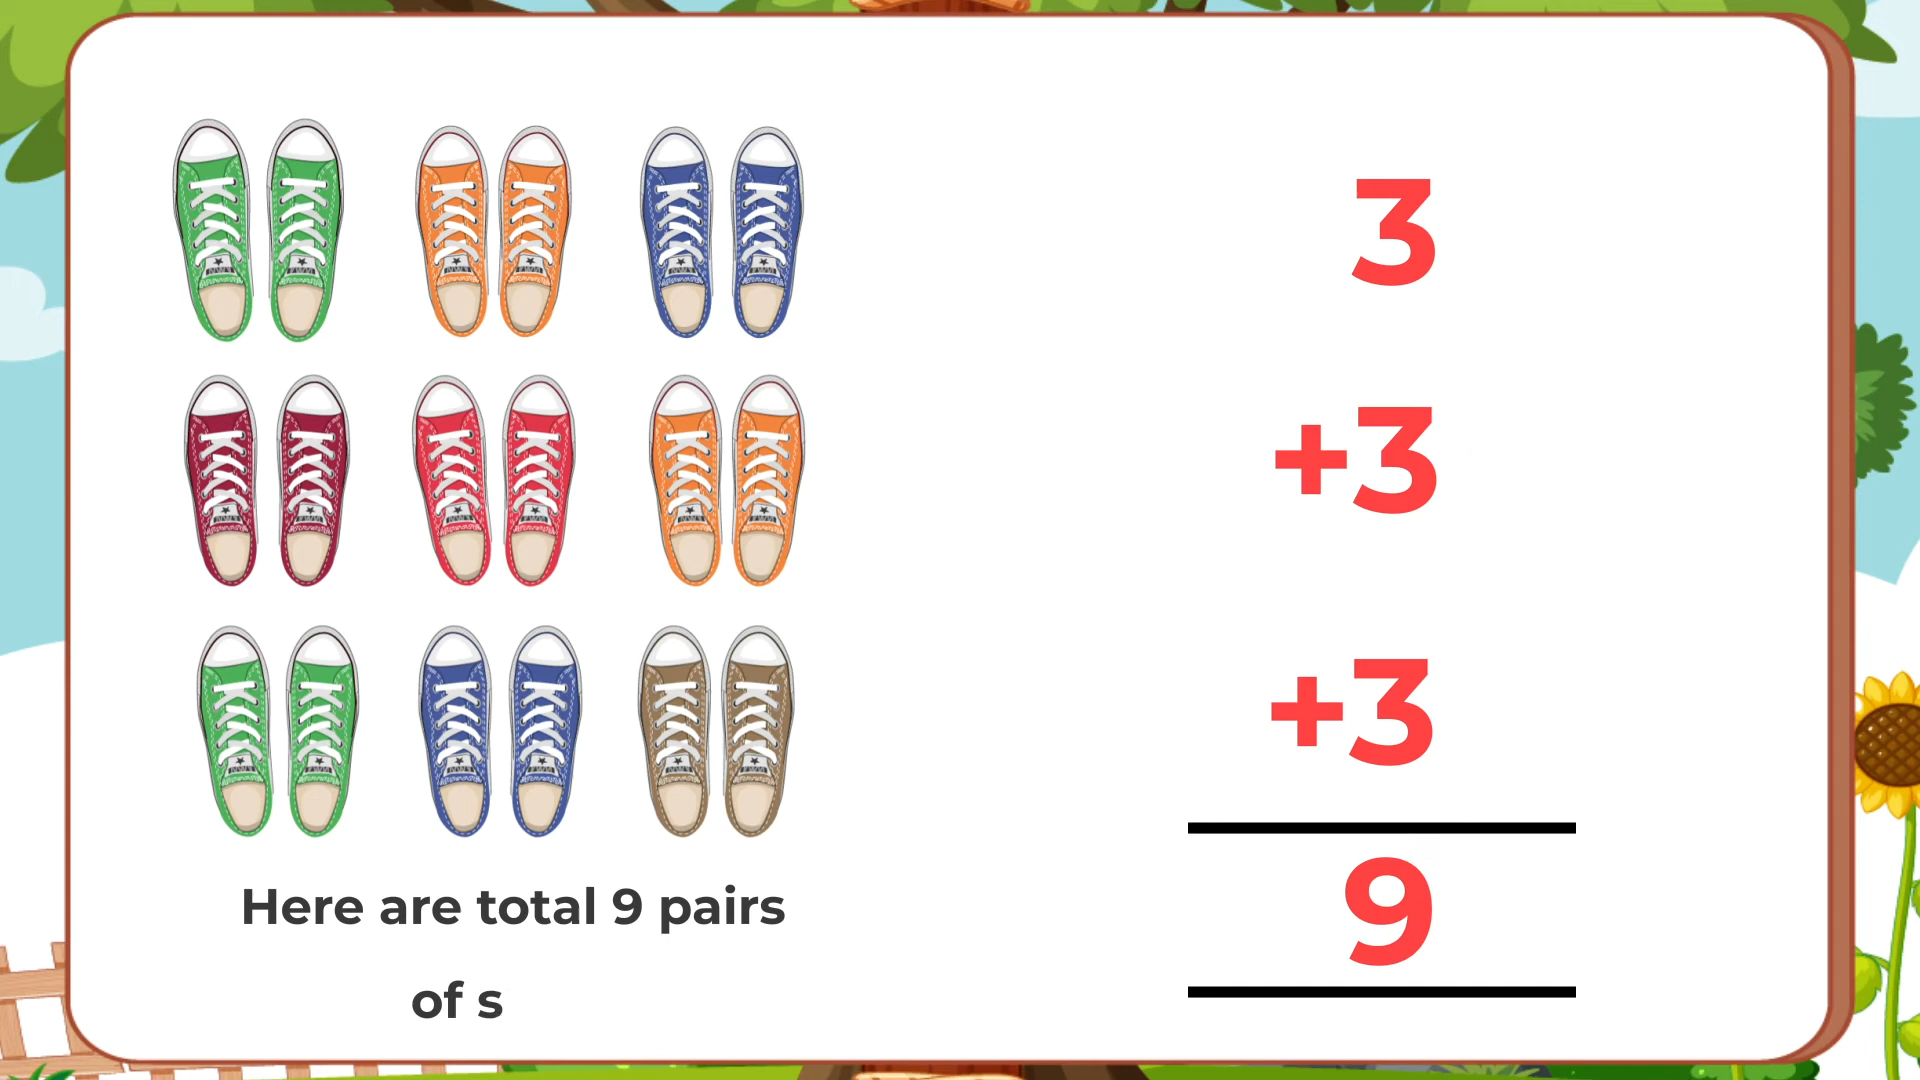 3
+3
+3
9
Here are total 9 pairs
of s